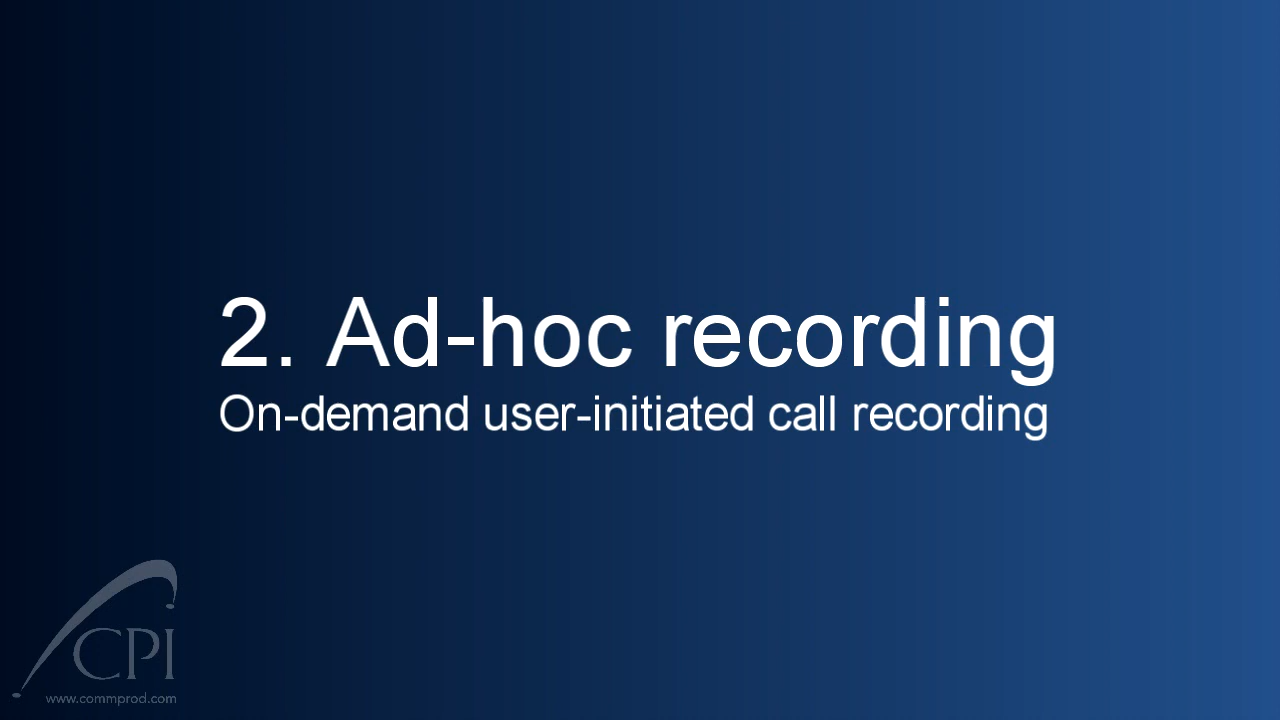 2. Ad-hoc recording
On-demand user-initiated call recording
CPI
www.commprod.com